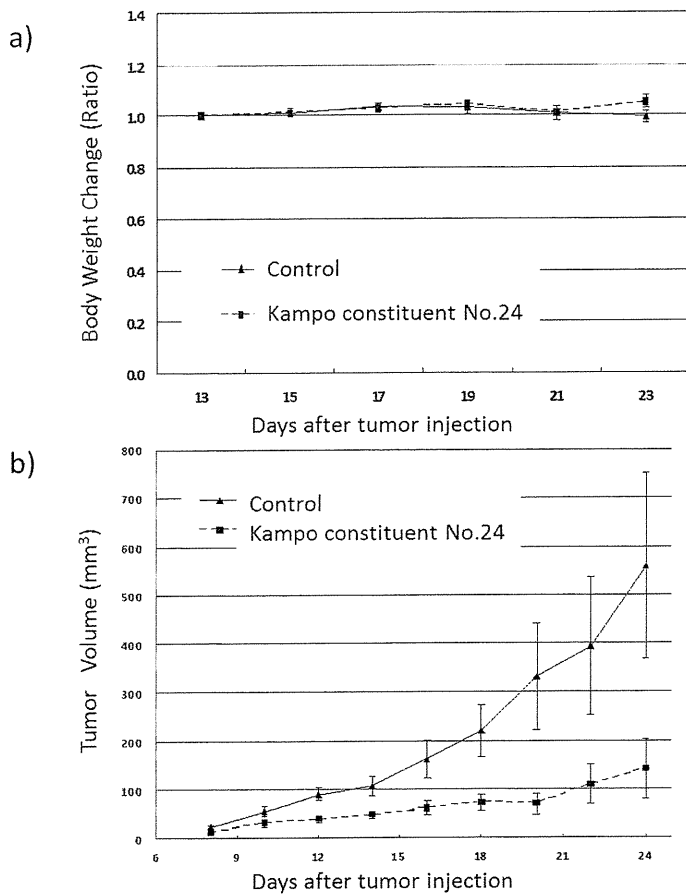 a)
Body Weight Change (Ratio)
1.4
1.2
1.0
0.8
0.6
0.4
0.2
0.0
Control
Kampo constituent No.24
13 15 17 19 21 23
Days after tumor injection
b)
Tumor Volume (mm³)
800
700
600
500
400
300
200
100
0
Control
Kampo constituent No.24
6 9 12 15 18 21 24
Days after tumor injection